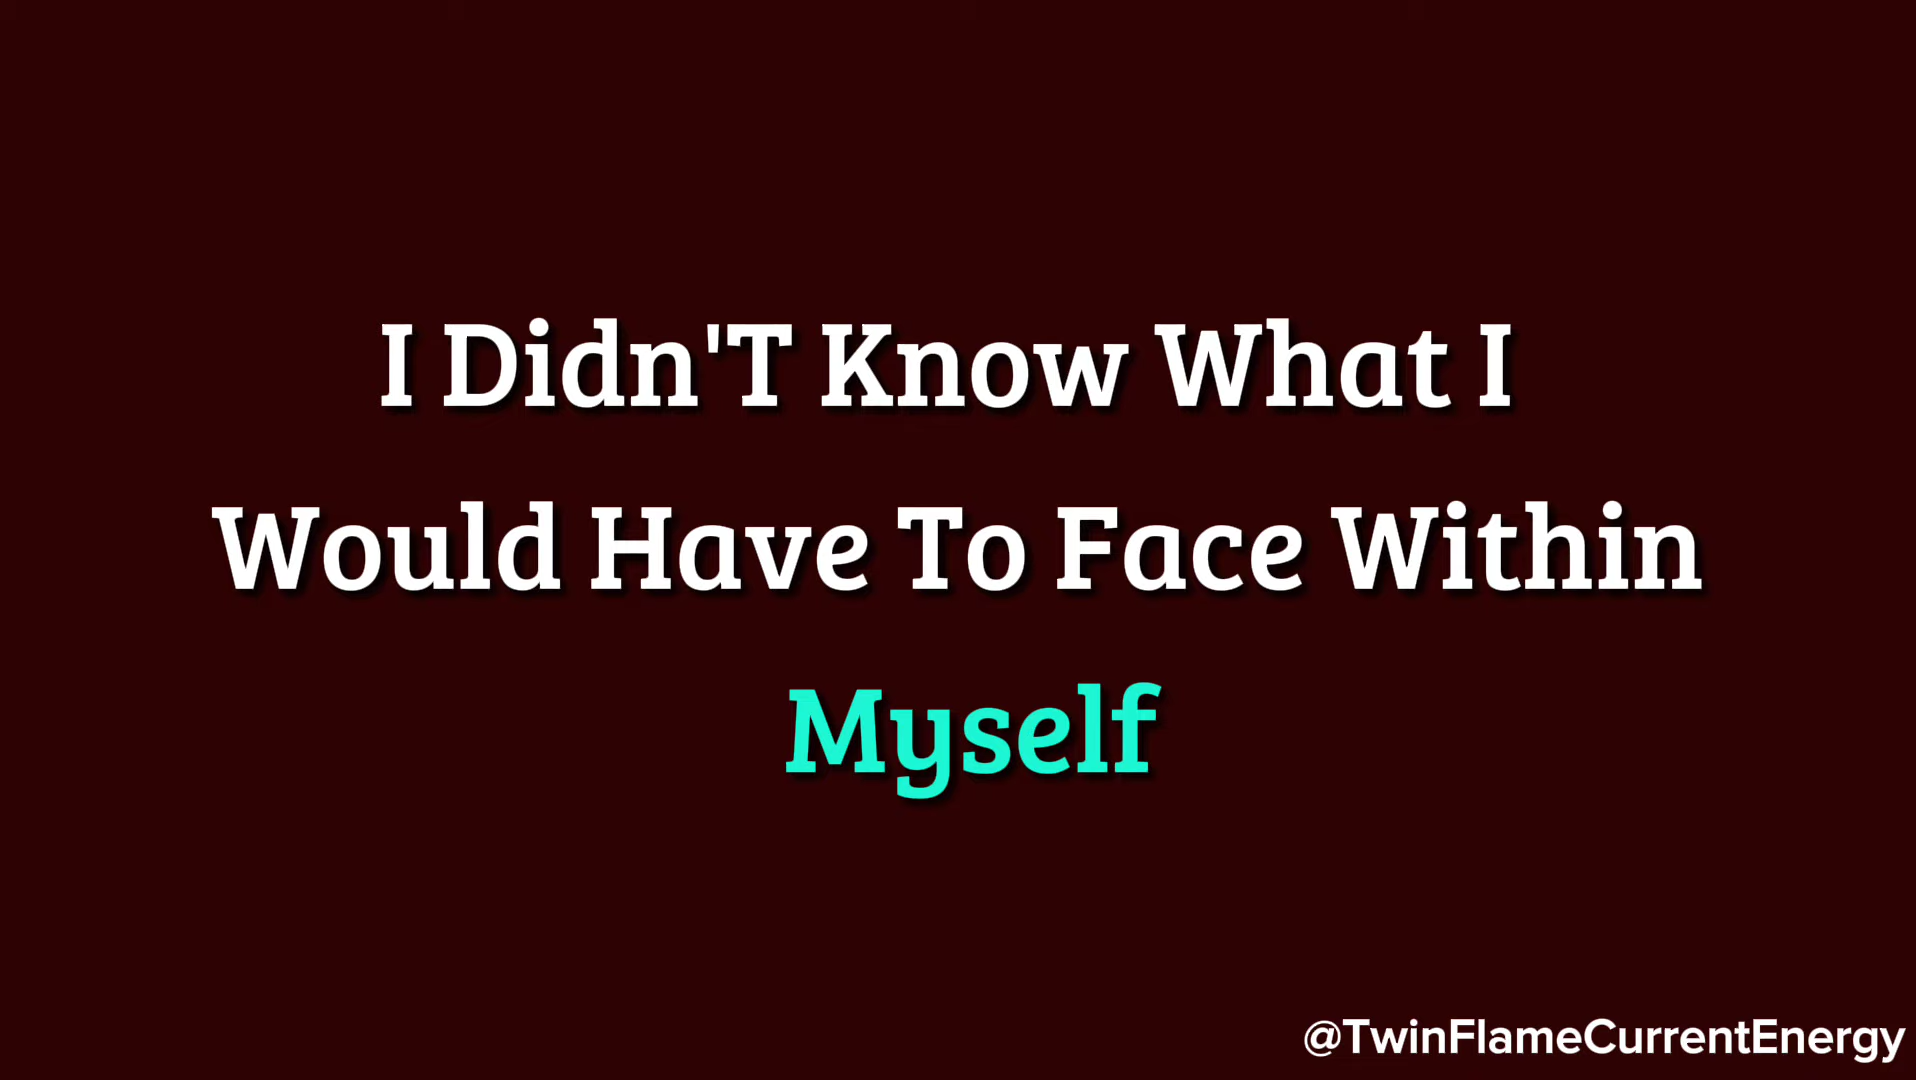 I Didn'T Know What I
Would Have To Face Within
Myself
@TwinFlameCurrentEnergy